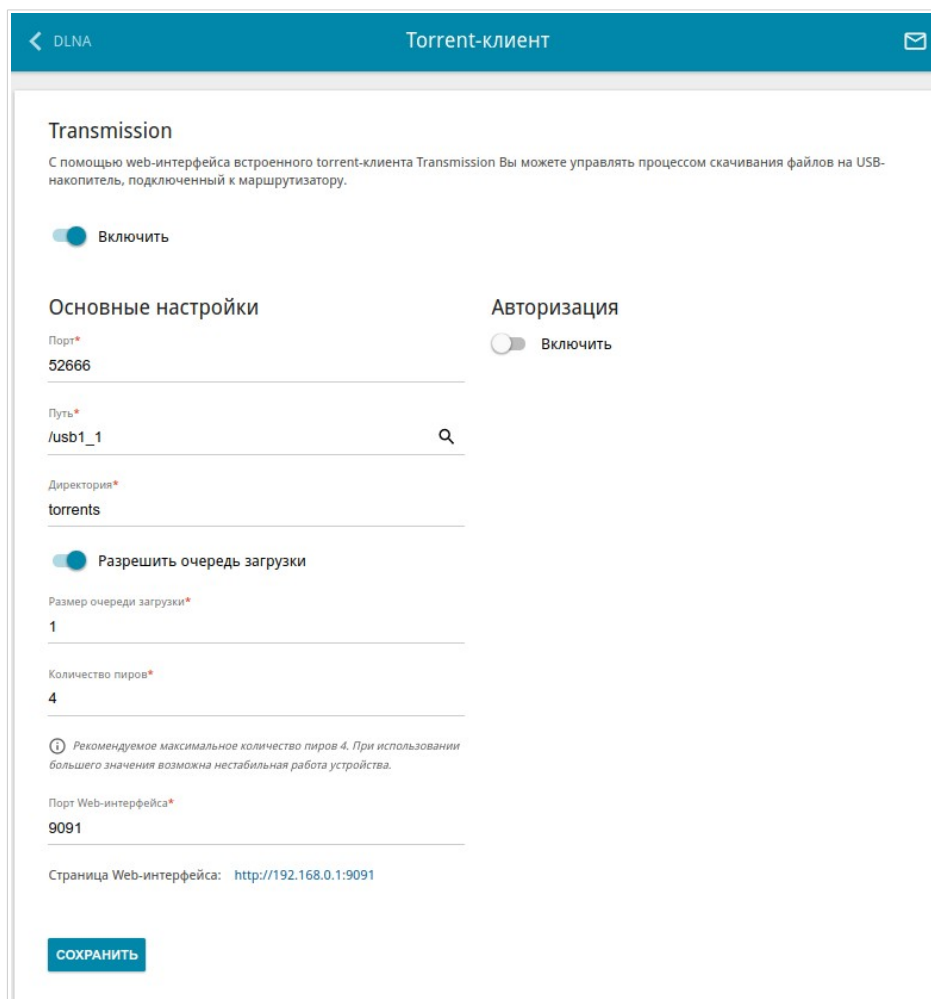 DLNA
Torrent-клиент
Transmission
С помощью web-интерфейса встроенного torrent-клиента Transmission Вы можете управлять процессом скачивания файлов на USB-
накопитель, подключенный к маршрутизатору.
Включить
Основные настройки
Порт*
52666
Путь*
/usb1_1
Директория*
torrents
Разрешить очередь загрузки
Размер очереди загрузки*
1
Количество пиров*
4
Рекомендуемое максимальное количество пиров 4. При использовании
большего значения возможна нестабильная работа устройства.
Порт Web-интерфейса*
9091
Страница Web-интерфейса: http://192.168.0.1:9091
СОХРАНИТЬ
Авторизация
Включить